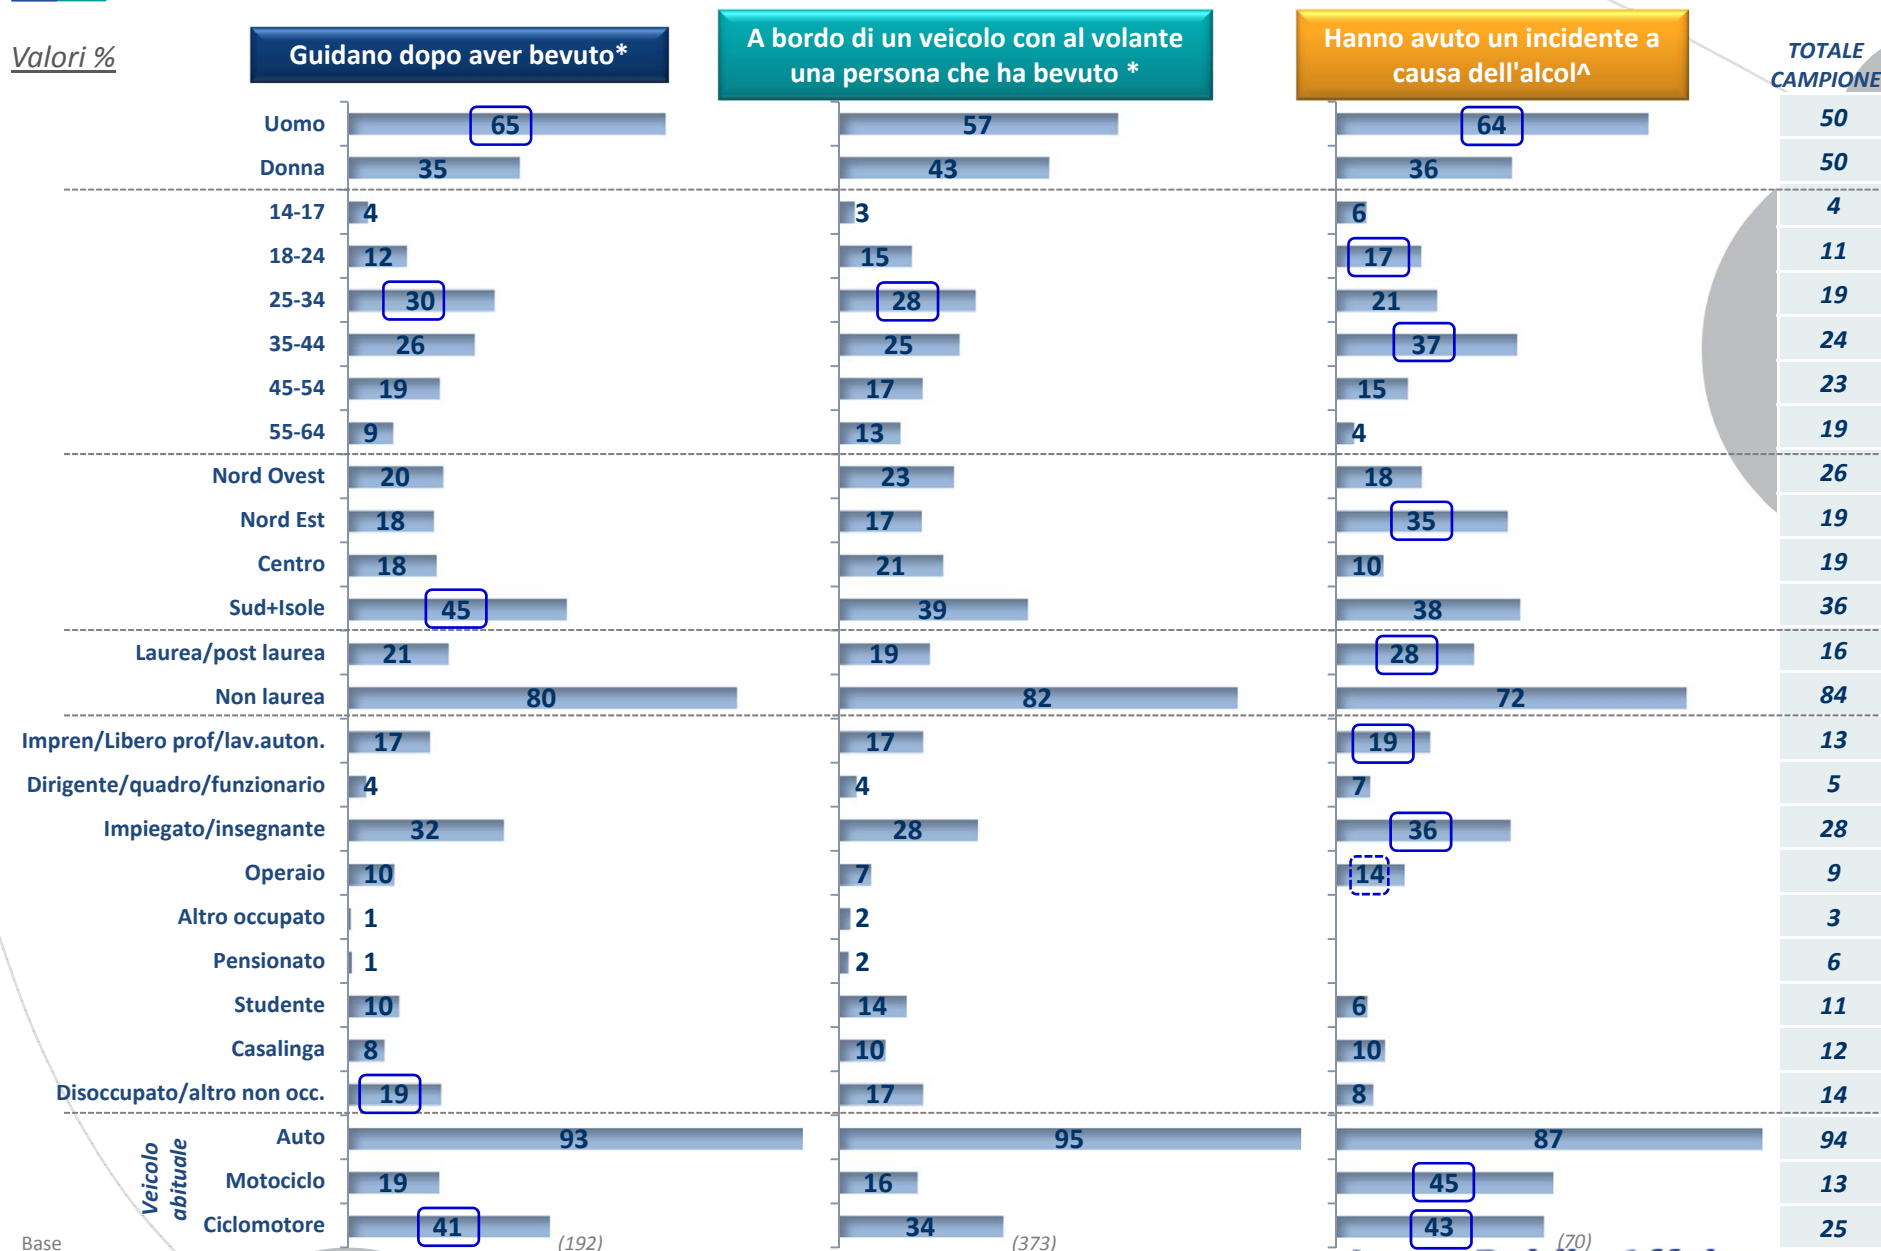 Valori %
Guidano dopo aver bevuto*
A bordo di un veicolo con al volante
una persona che ha bevuto *
Hanno avuto un incidente a
causa dell'alcol^
TOTALE
CAMPIONE
Uomo 65 57 64 50
Donna 35 43 36 50
14-17 4 3 6 4
18-24 12 15 17 11
25-34 30 28 21 19
35-44 26 25 37 24
45-54 19 17 15 23
55-64 9 13 4 19
Nord Ovest 20 23 18 26
Nord Est 18 17 35 19
Centro 18 21 10 19
Sud+Isole 45 39 38 36
Laurea/post laurea 21 19 28 16
Non laurea 80 82 72 84
Impren/Libero prof/lav.auton. 17 17 19 13
Dirigente/quadro/funzionario 4 4 7 5
Impiegato/insegnante 32 28 36 28
Operaio 10 7 14 9
Altro occupato 1 2 3
Pensionato 1 2 6
Studente 10 14 6 11
Casalinga 8 10 10 12
Disoccupato/altro non occ. 19 17 8 14
Veicolo
abituale
Auto 93 95 87 94
Motociclo 19 16 45 13
Ciclomotore 41 34 43 25
Base (192) (373) (70)